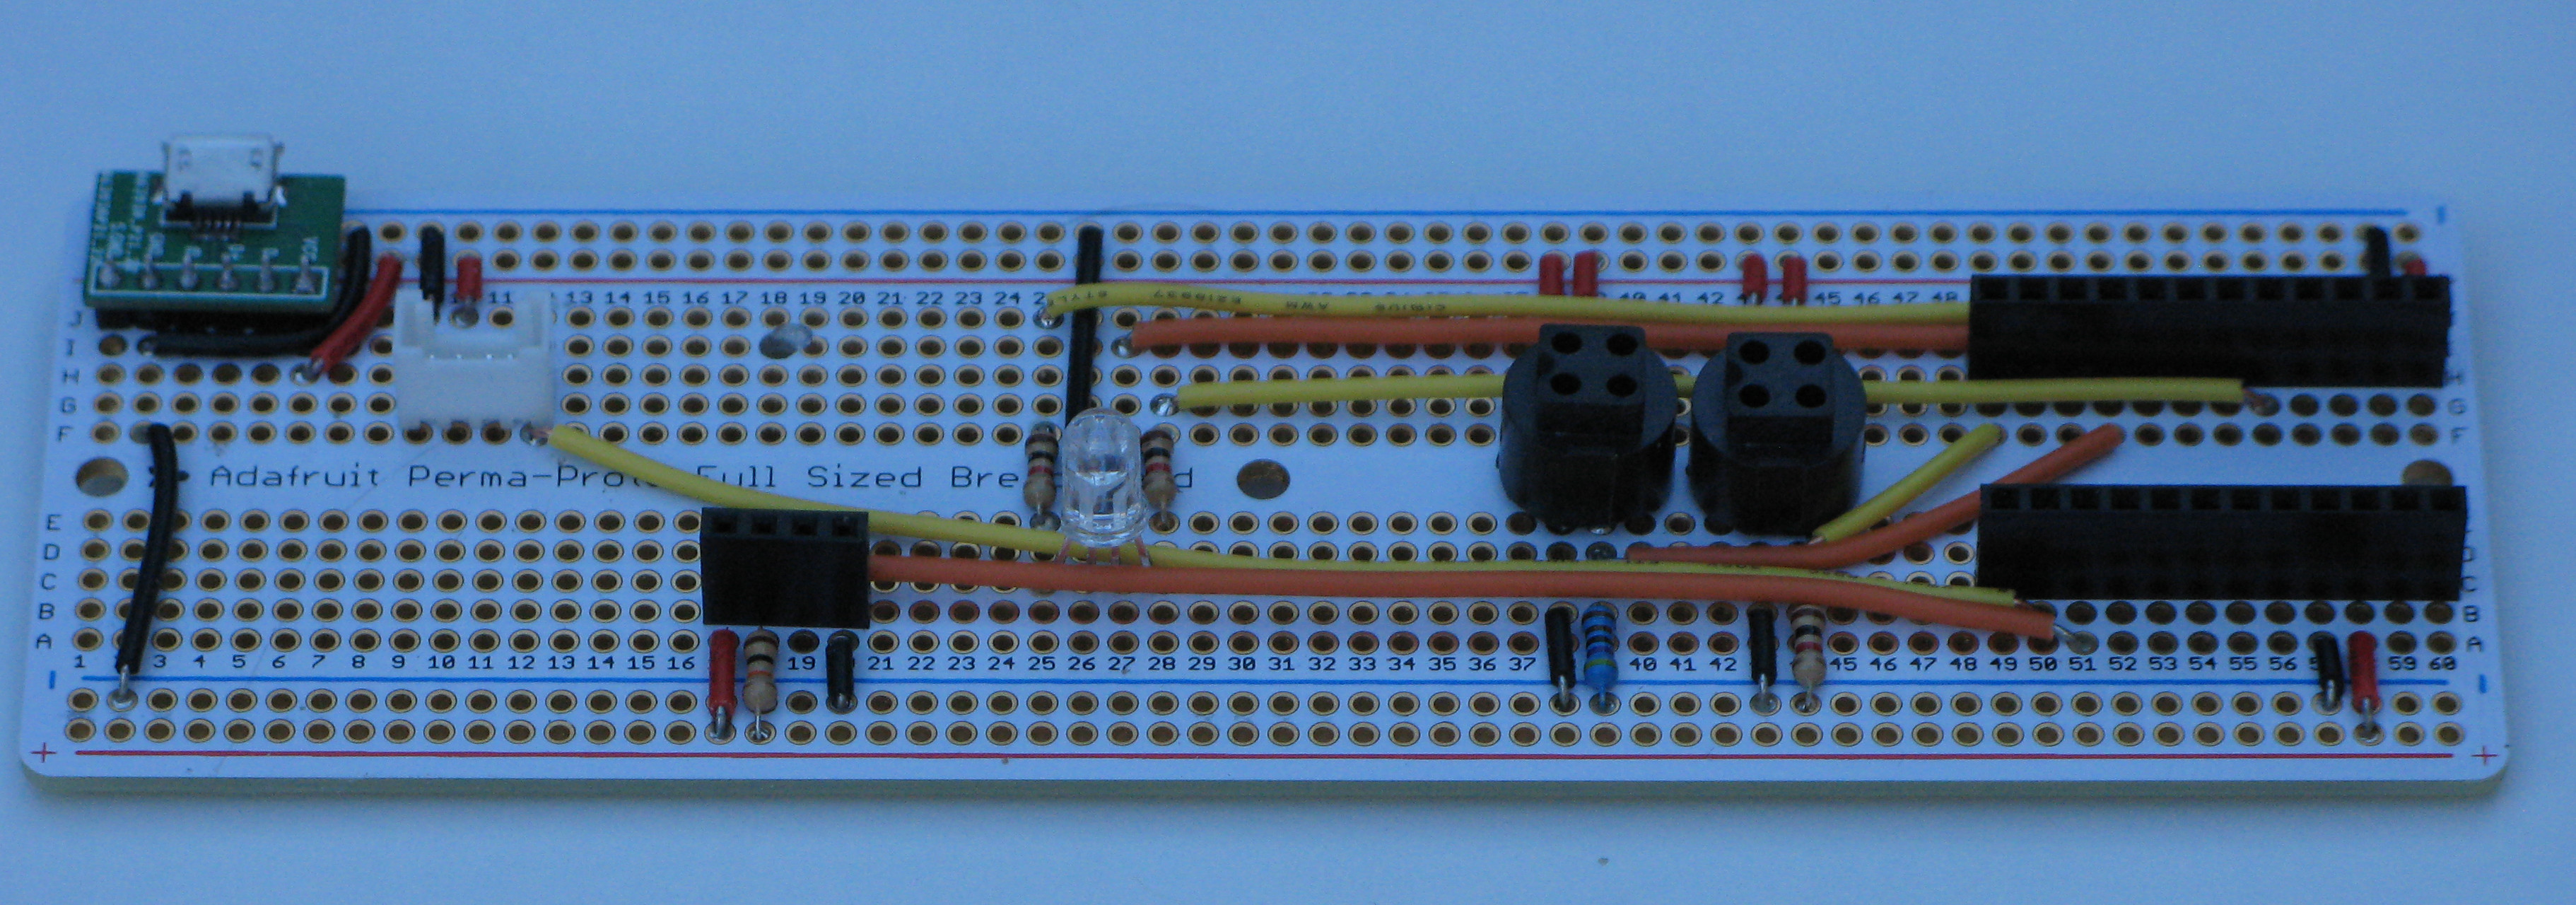 VCC D- D+ ID GND
11 13 14 15 16 17 18 19 20 21 22 23 24 40 41 42 45 46 47 48
J
I
H
G
F
Adafruit Perma-Proto Full Sized Bre d
E
D
C
B
A
1 3 4 5 6 7 8 9 10 11 12 13 14 15 16 19 21 22 23 24 25 26 27 28 29 30 31 32 33 34 35 36 37 40 41 42 45 46 47 48 49 50 51 52 53 54 55 56 59 60
+ +